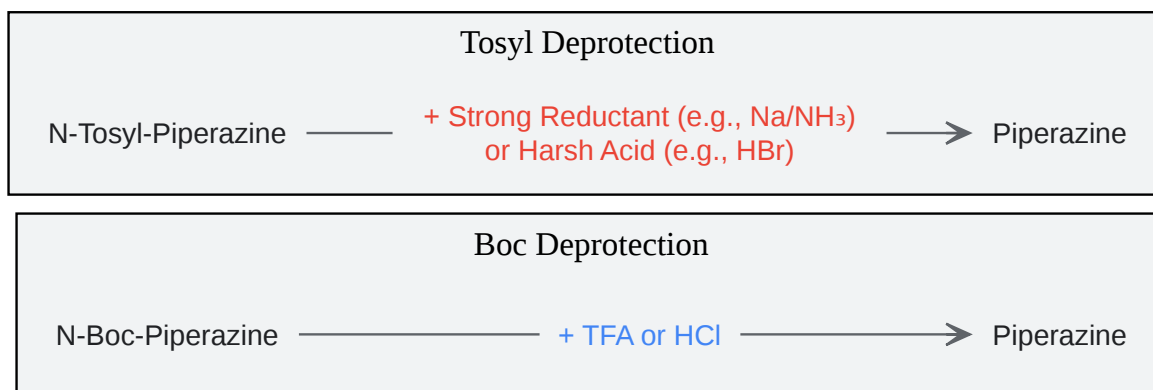 Tosyl Deprotection
N-Tosyl-Piperazine
+ Strong Reductant (e.g., Na/NH₃)
or Harsh Acid (e.g., HBr)
Piperazine
Boc Deprotection
N-Boc-Piperazine
+ TFA or HCl
Piperazine